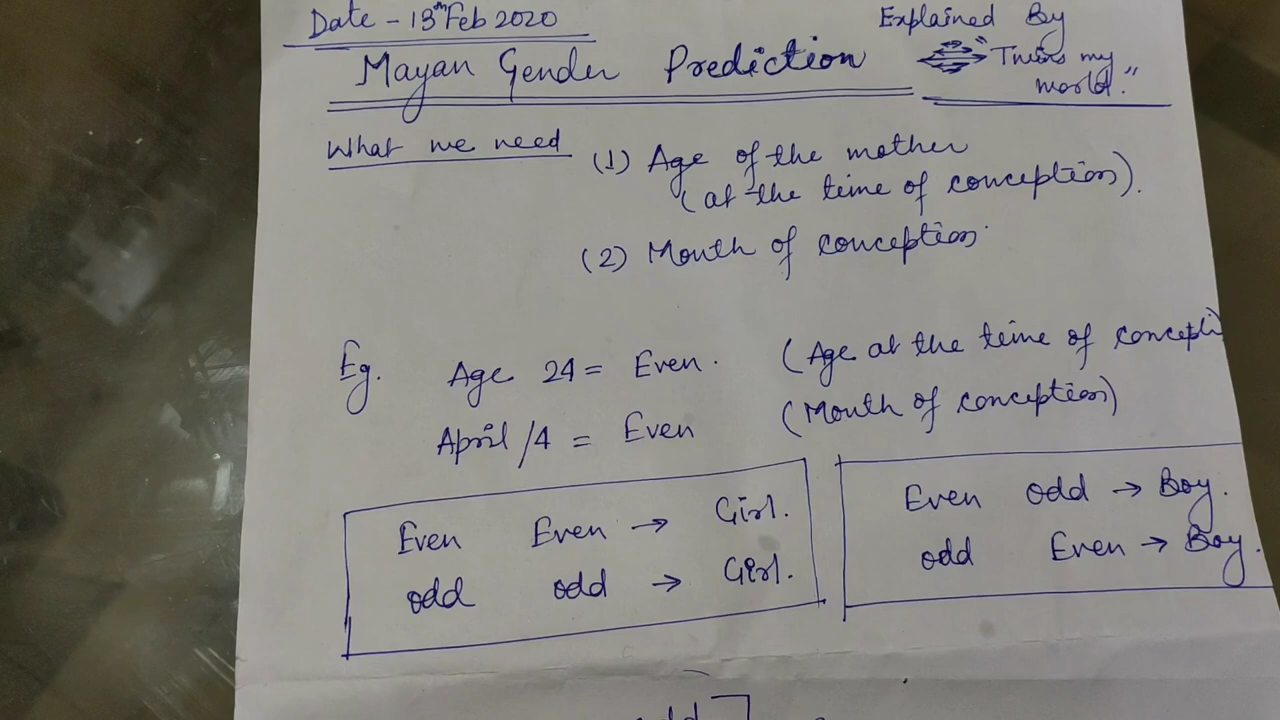 Date - 13th Feb 2020
Explained By
"Twins my
world."
Mayan Gender Prediction
What we need
(1) Age of the mother
(at the time of conception).
(2) Month of conception.
Eg. Age 24 = Even. (Age at the time of concepti
April /4 = Even (Month of conception)
Even Even → Girl.
odd odd → Girl.
Even odd → Boy.
odd Even → Boy.